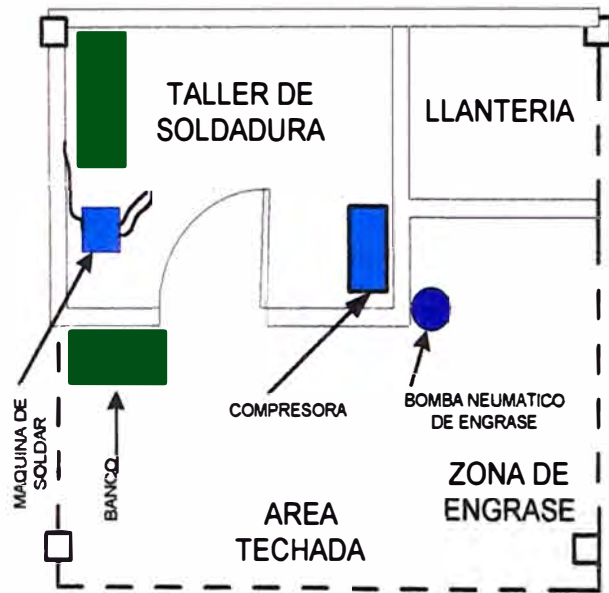 TALLER DE
SOLDADURA
LLANTERIA
MAQUINA DE
SOLDAR
BANCO
COMPRESORA
BOMBA NEUMATICO
DE ENGRASE
ZONA DE
ENGRASE
AREA
TECHADA